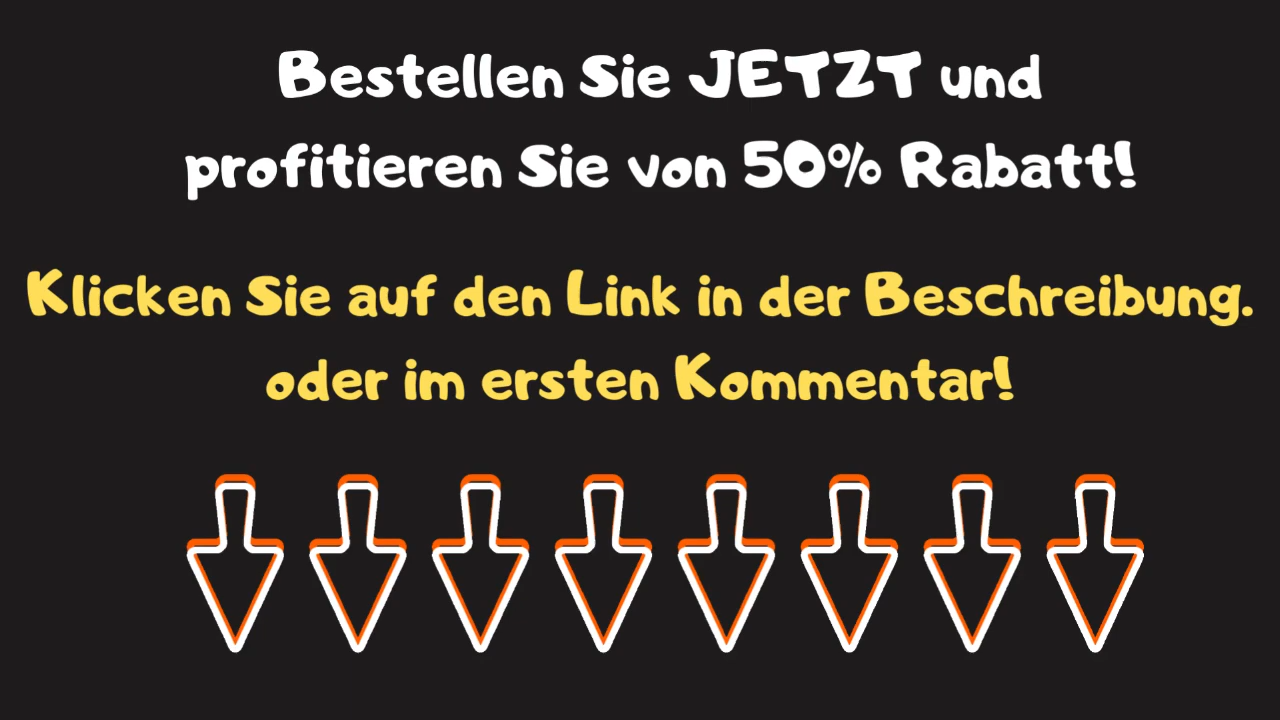 Bestellen Sie JETZT und
profitieren Sie von 50% Rabatt!
Klicken Sie auf den Link in der Beschreibung.
oder im ersten Kommentar!